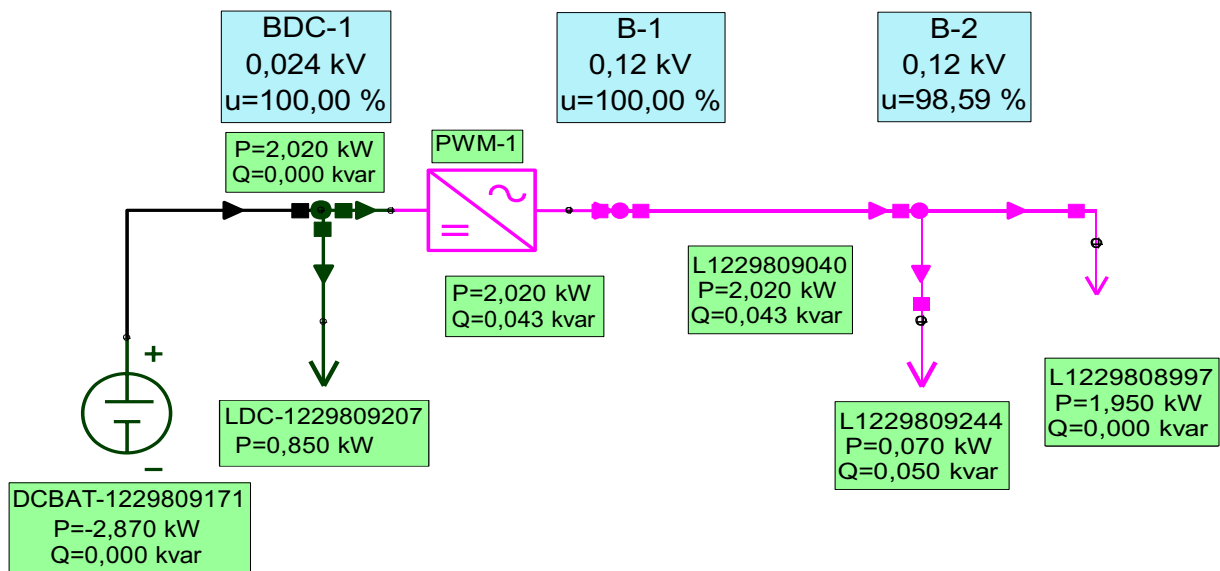 BDC-1
0,024 kV
u=100,00 %
B-1
0,12 kV
u=100,00 %
B-2
0,12 kV
u=98,59 %
P=2,020 kW
Q=0,000 kvar
PWM-1
P=2,020 kW
Q=0,043 kvar
L1229809040
P=2,020 kW
Q=0,043 kvar
+
–
LDC-1229809207
P=0,850 kW
L1229809244
P=0,070 kW
Q=0,050 kvar
L1229808997
P=1,950 kW
Q=0,000 kvar
DCBAT-1229809171
P=-2,870 kW
Q=0,000 kvar